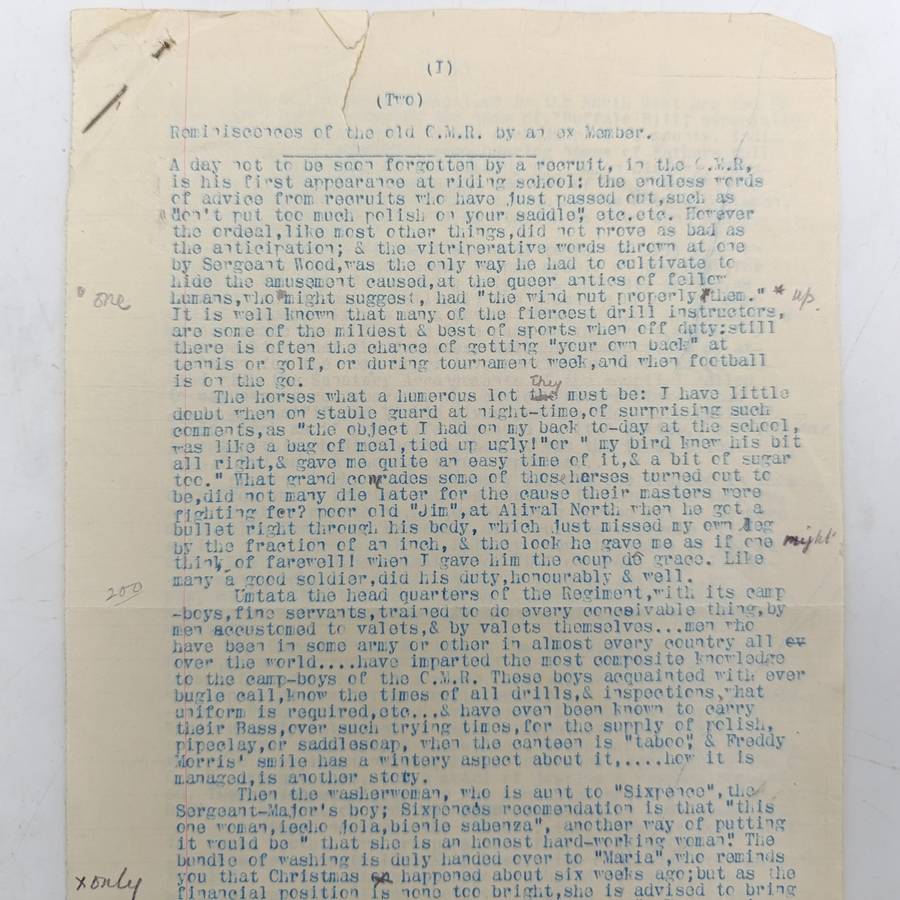 (I)
(Two)
Reminiscences of the old C.M.R. by an ex Member.
A day not to be soon forgotten by a recruit, in the C.M.R,
is his first appearance at riding school: the endless words
of advice from recruits who have just passed out,such as
"don't put too much polish on your saddle", etc.etc. However
the ordeal,like most other things,did not prove as bad as
the anticipation; & the vitriperative words thrown at one
by Sergeant Wood,was the only way he had to cultivate to
hide the amusement caused,at the queer antics of fellow
" one humans,who "might suggest, had "the wind put properly them." * up.
It is well known that many of the fiercest drill instructors,
are some of the mildest & best of sports when off duty:still
there is often the chance of getting "your own back" at
tennis or golf, or during tournament week,and when football
is on the go.
The horses what a humorous lot the they must be: I have little
doubt when on stable guard at night-time,of surprising such
comments,as "the object I had on my back to-day at the school,
was like a bag of meal,tied up ugly!"or " my bird knew his bit
all right,& gave me quite an easy time of it,& a bit of sugar
too." What grand comrades some of those horses turned out to
be,did not many die later for the cause their masters were
fighting for? poor old "Jim",at Aliwal North when he got a
bullet right through his body, which just missed my own leg
by the fraction of an inch, & the look he gave me as if one might
think of farewell! when I gave him the coup de grace. Like
many a good soldier,did his duty,honourably & well.
200 Umtata the head quarters of the Regiment,with its camp
-boys,fine servants,trained to do every conceivable thing,by
men accustomed to valets,& by valets themselves...men who
have been in some army or other in almost every country all ov
over the world....have imparted the most composite knowledge
to the camp-boys of the C.M.R. These boys acquainted with ever
bugle call,know the times of all drills,& inspections,what
uniform is required,etc...& have even been known to carry
their Bass,over such trying times,for the supply of polish,
pipeclay,or saddlesoap, when the canteen is "taboo", & Freddy
Morris' smile has a wintery aspect about it,....how it is
managed,is another story.
Then the washerwoman, who is aunt to "Sixpence",the
Sergeant-Major's boy; Sixpences recomendation is that "this
one woman,iecho jola,bienie sabenza", another way of putting
it would be " that she is an honest hard-working woman". The
bundle of washing is duly handed over to "Maria",who reminds
x only you that Christmas on happened about six weeks ago;but as the
financial position is none too bright,she is advised to bring